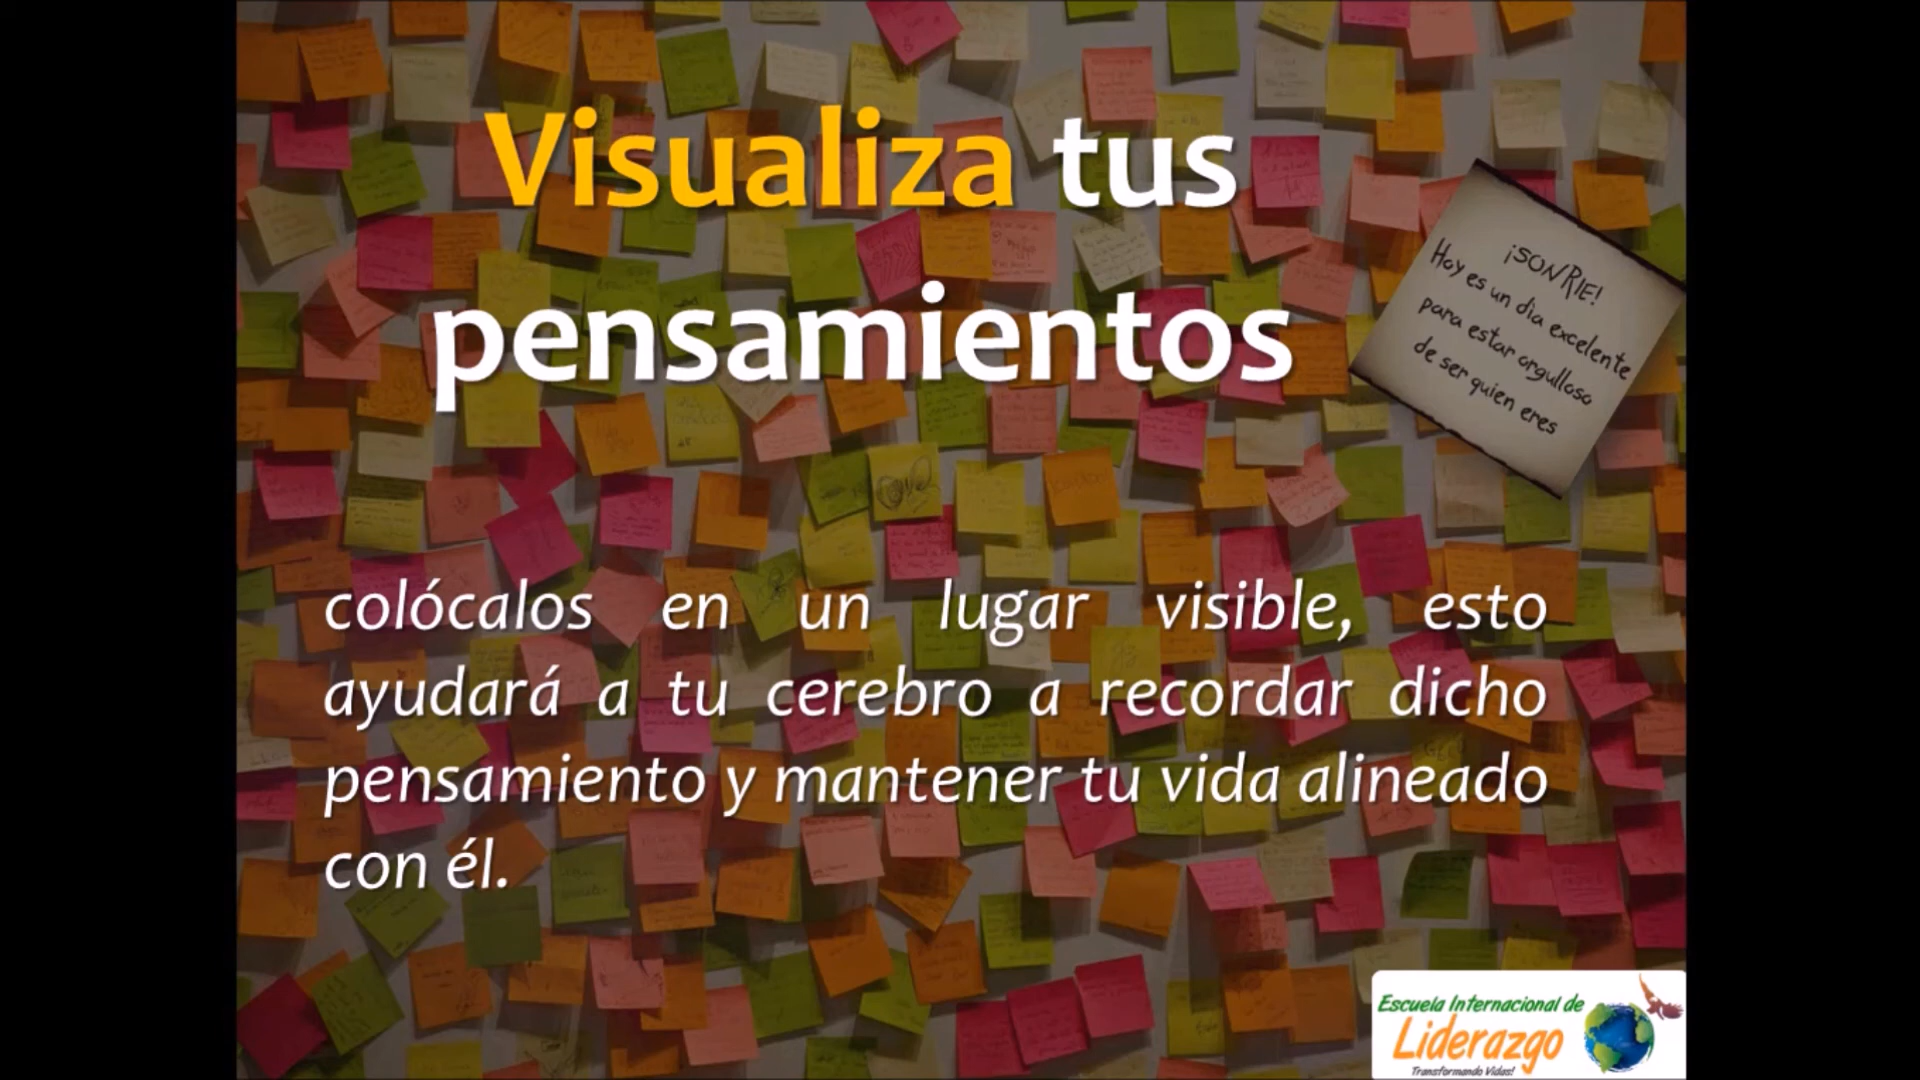 Visualiza tus
pensamientos
¡SONRIE!
Hoy es un dia excelente
para estar orgulloso
de ser quien eres
colócalos en un lugar visible, esto
ayudará a tu cerebro a recordar dicho
pensamiento y mantener tu vida alineado
con él.
Escuela Internacional de
Liderazgo
Transformando Vidas!